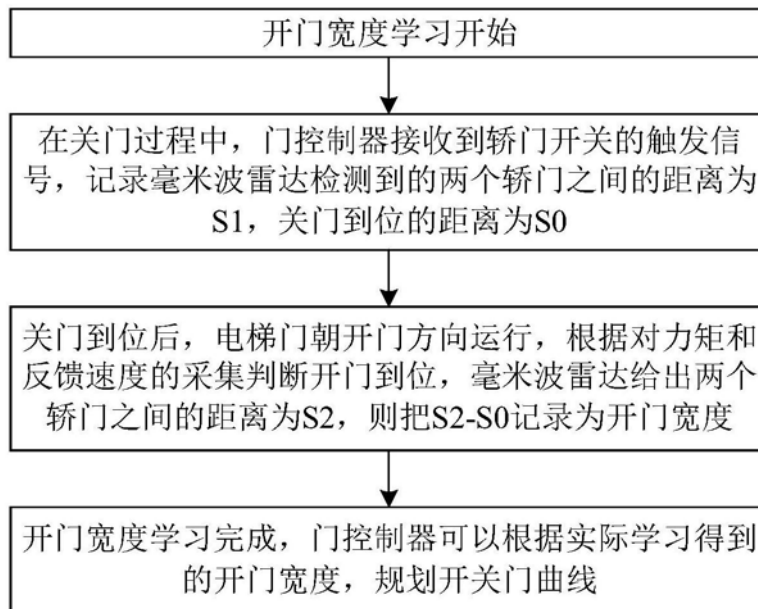 开门宽度学习开始
在关门过程中，门控制器接收到轿门开关的触发信
号，记录毫米波雷达检测到的两个轿门之间的距离为
S1，关门到位的距离为S0
关门到位后，电梯门朝开门方向运行，根据对力矩和
反馈速度的采集判断开门到位，毫米波雷达给出两个
轿门之间的距离为S2，则把S2-S0记录为开门宽度
开门宽度学习完成，门控制器可以根据实际学习得到
的开门宽度，规划开关门曲线